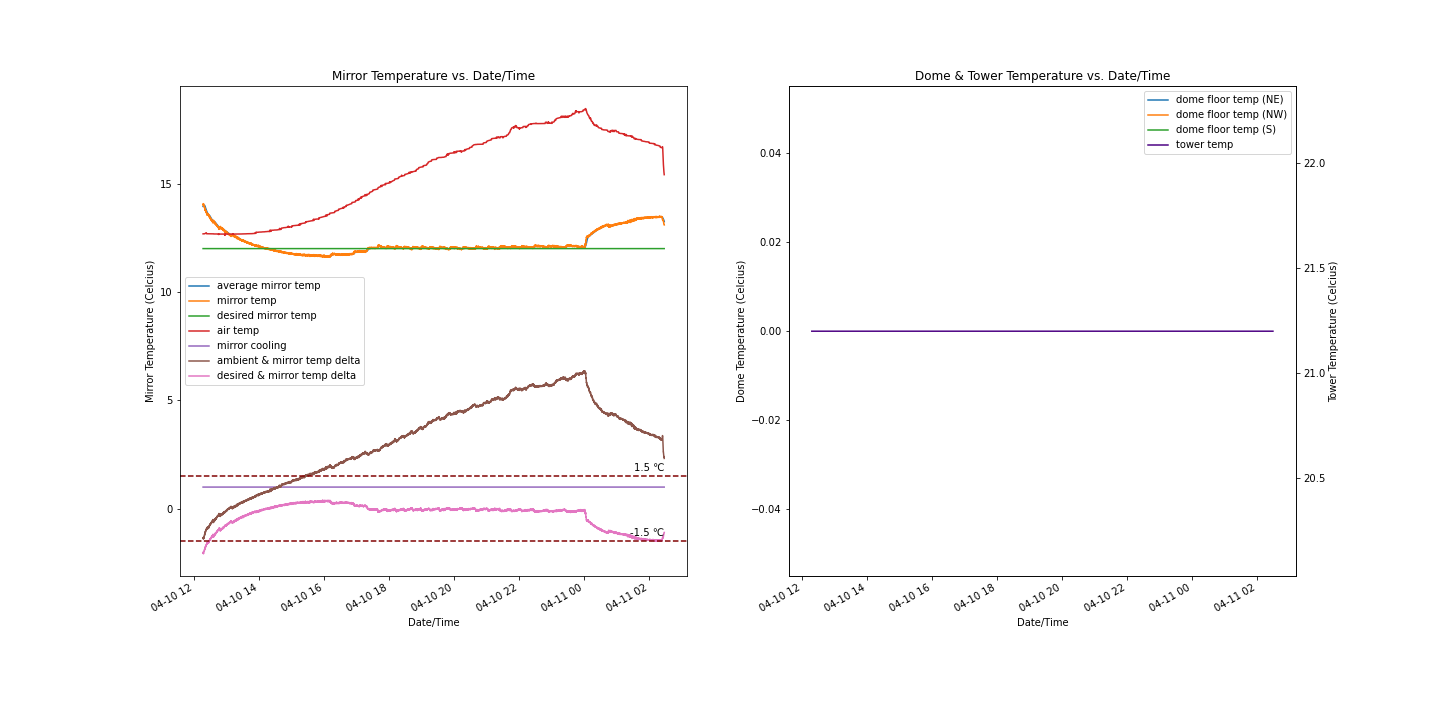 Mirror Temperature vs. Date/Time
Mirror Temperature (Celcius)
15
10
5
0
average mirror temp
mirror temp
desired mirror temp
air temp
mirror cooling
ambient & mirror temp delta
desired & mirror temp delta
1.5 °C
-1.5 °C
04-10 12
04-10 14
04-10 16
04-10 18
04-10 20
04-10 22
04-11 00
04-11 02
Date/Time
Dome & Tower Temperature vs. Date/Time
Dome Temperature (Celcius)
0.04
0.02
0.00
−0.02
−0.04
dome floor temp (NE)
dome floor temp (NW)
dome floor temp (S)
tower temp
22.0
21.5
21.0
20.5
Tower Temperature (Celcius)
04-10 12
04-10 14
04-10 16
04-10 18
04-10 20
04-10 22
04-11 00
04-11 02
Date/Time